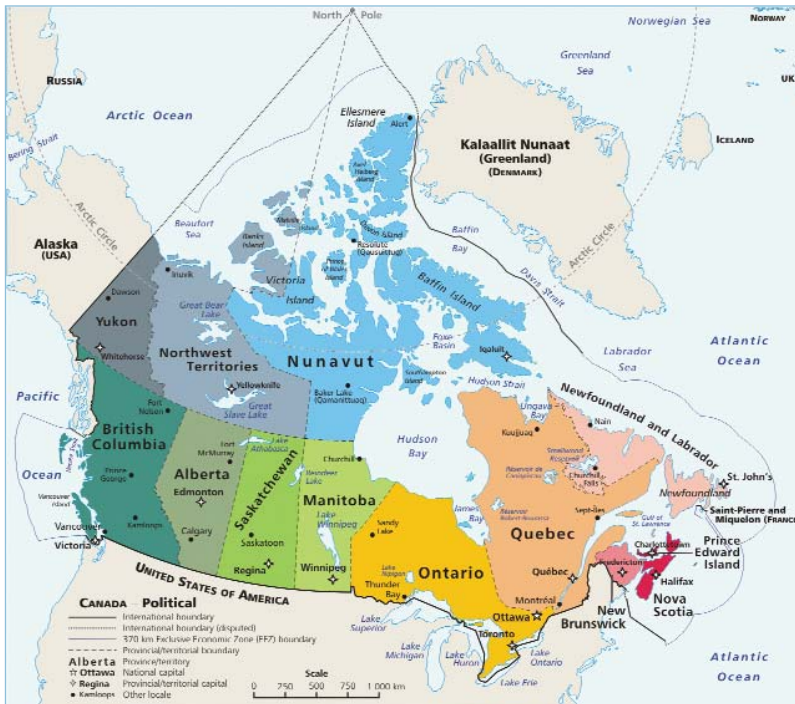 North Pole
Norwegian Sea
NORWAY
Greenland
Sea
UK
RUSSIA
Arctic Ocean
Ellesmere
Island
Alert
Kalaallit Nunaat
(Greenland)
(DENMARK)
ICELAND
Bering Strait
Arctic Circle
Beaufort
Sea
Banks
Island
Resolute
(Qausuittuq)
Baffin
Bay
Davis Strait
Arctic Circle
Alaska
(USA)
Inuvik
Victoria
Island
Baffin Island
Dawson
Great Bear
Lake
Yukon
Whitehorse
Northwest
Territories
Nunavut
Foxe
Basin
Iqaluit
Atlantic
Ocean
Labrador
Sea
Yellowknife
Baker Lake
(Qamanittuaq)
Southampton
Island
Hudson Strait
Pacific
Ocean
Fort
Nelson
Great
Slave Lake
Ungava
Bay
Newfoundland and Labrador
British
Columbia
Lake
Athabasca
Fort
McMurray
Churchill
Hudson
Bay
Kuujjuaq
Nain
Prince
George
Alberta
Edmonton
Saskatchewan
Reindeer
Lake
Manitoba
Smallwood
Reservoir
Churchill
Falls
St. John's
Newfoundland
Vancouver
Island
Vancouver
Victoria
Kamloops
Calgary
Saskatoon
Regina
Lake
Winnipeg
Winnipeg
Sandy
Lake
James
Bay
Quebec
Sept-Îles
Gulf of
St. Lawrence
Saint-Pierre and
Miquelon (FRANCE)
Charlottetown
Prince
Edward
Island
UNITED STATES OF AMERICA
Lake
Nipigon
Ontario
Thunder
Bay
Québec
Fredericton
Halifax
Nova
Scotia
New
Brunswick
Montréal
Ottawa
Toronto
Lake
Superior
Lake
Michigan
Lake
Huron
Lake
Ontario
Lake Erie
Atlantic
Ocean
CANADA Political
International boundary
International boundary (disputed)
370 km Exclusive Economic Zone (EEZ) boundary
Provincial/territorial boundary
Alberta Province/territory
Ottawa National capital
Regina Provincial/territorial capital
Kamloops Other locale
Scale
0 250 500 750 1 000 km